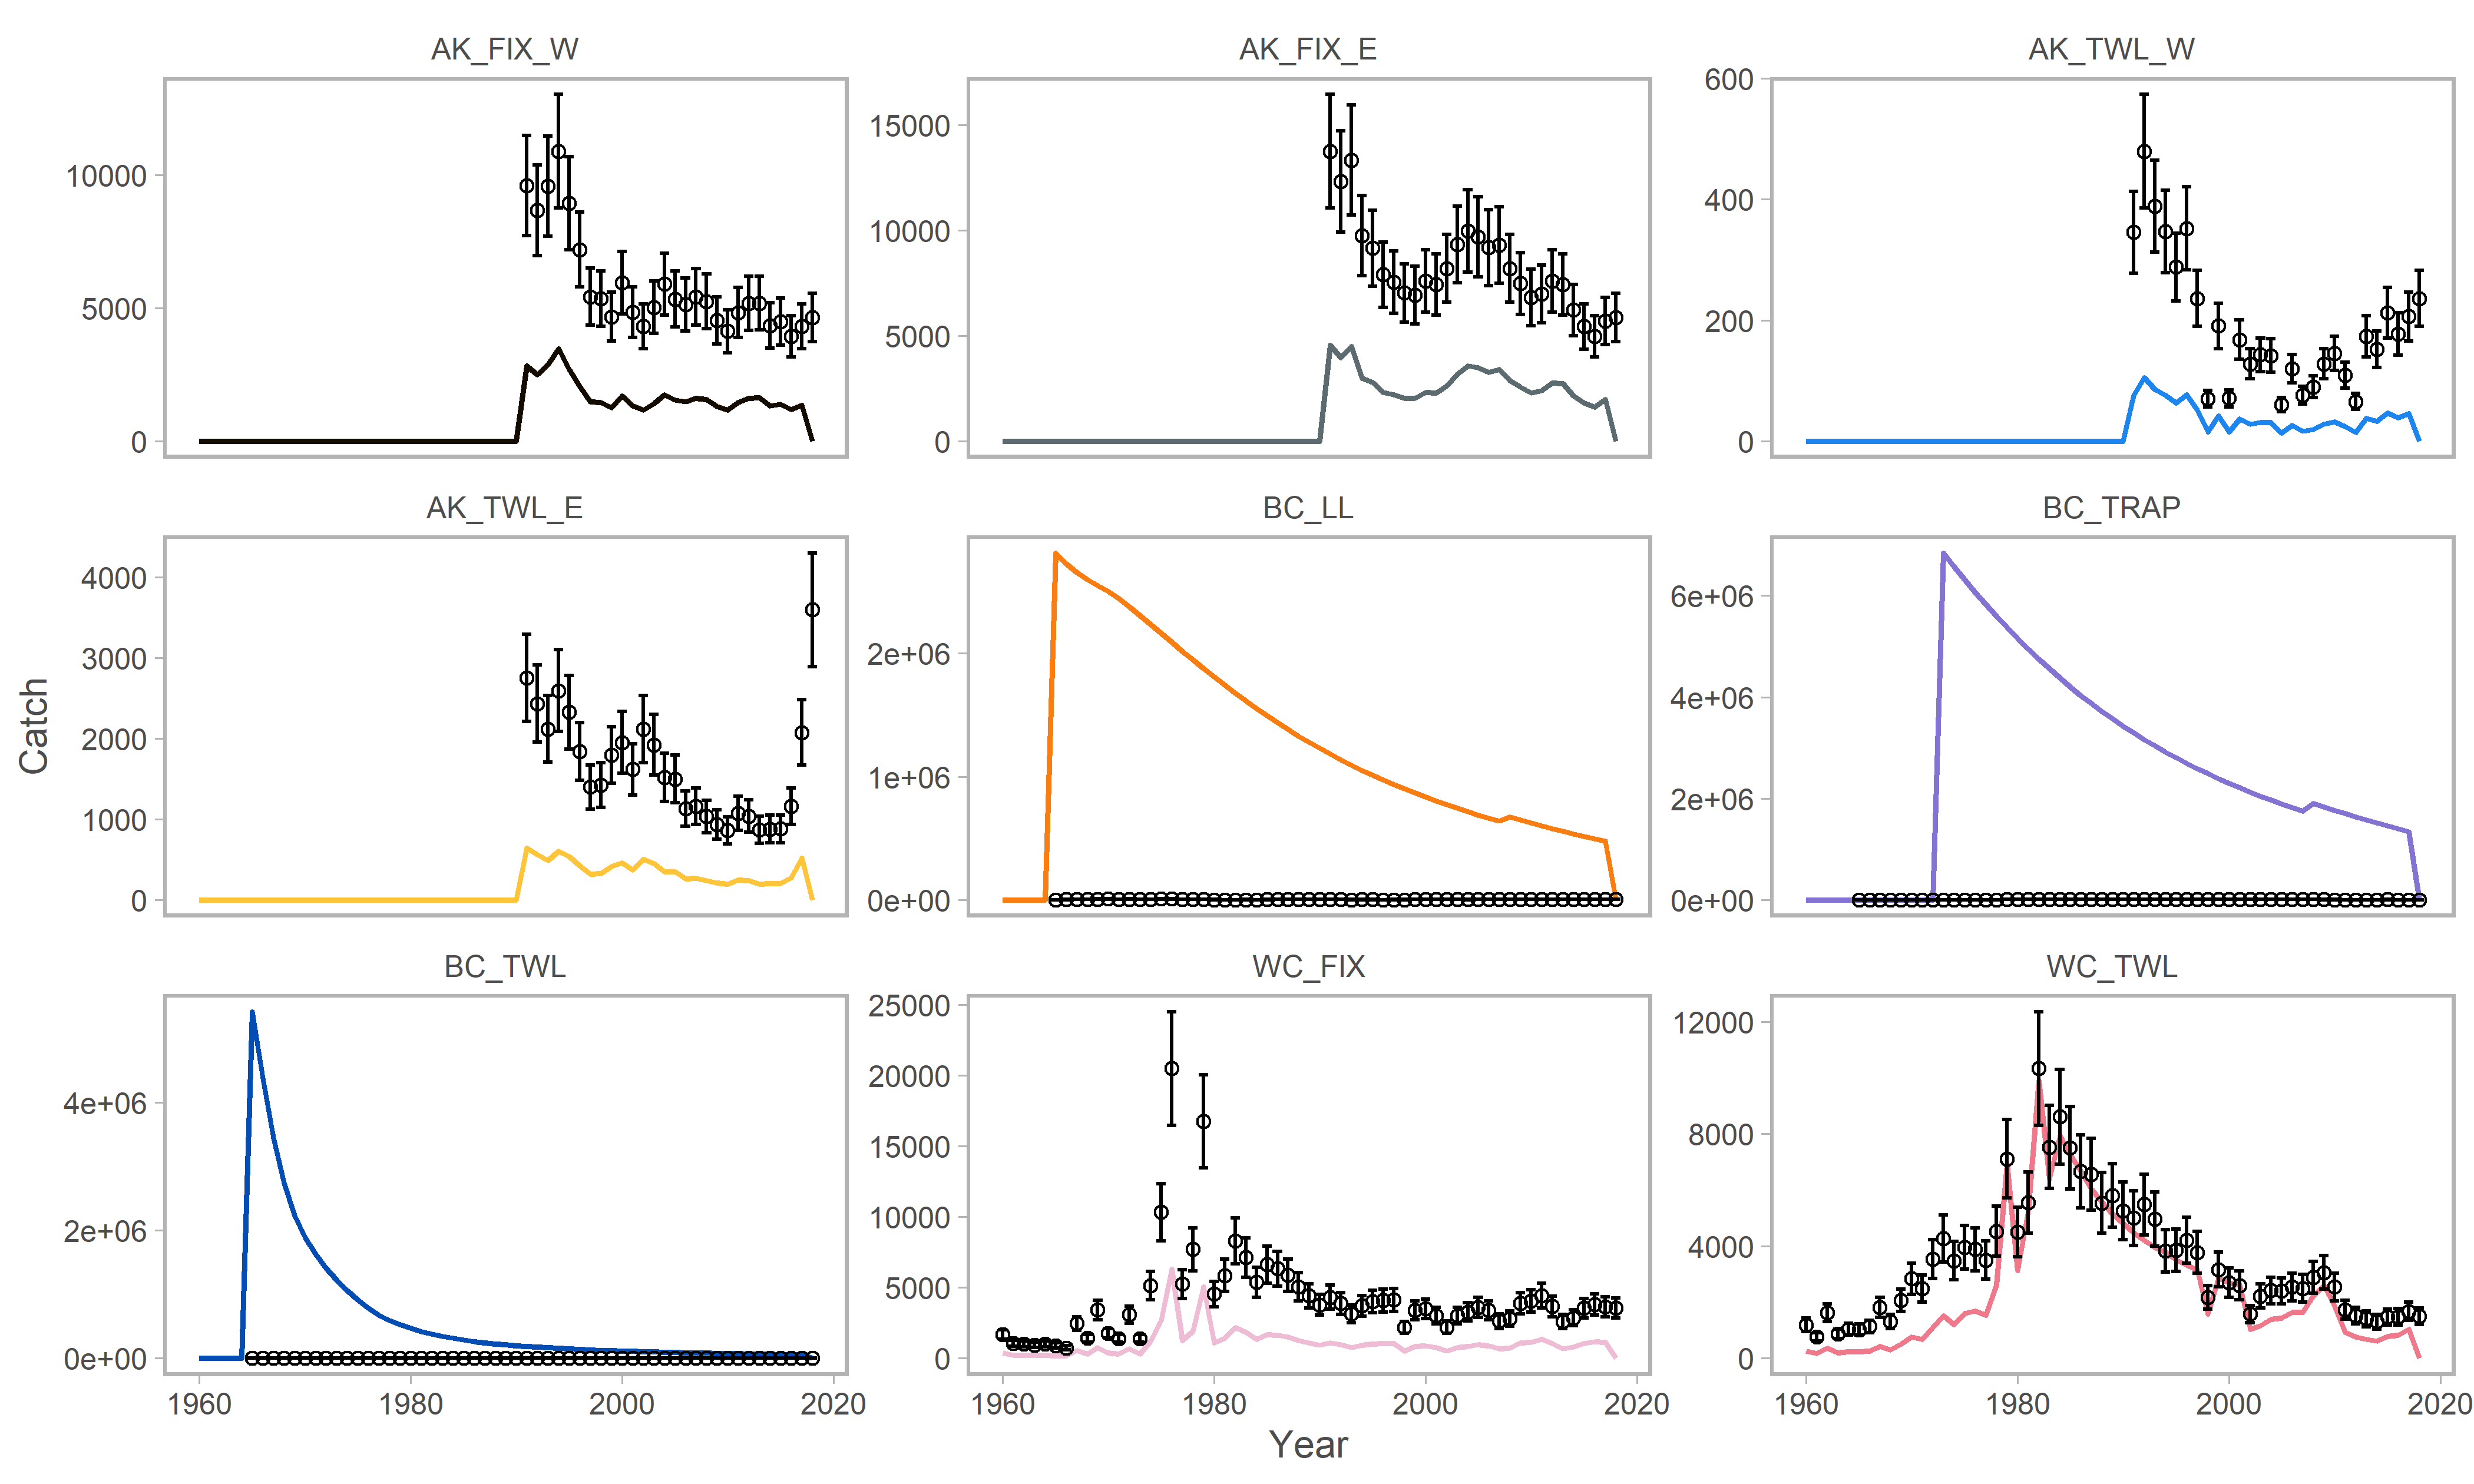 AK_FIX_W AK_FIX_E AK_TWL_W
10000
5000
0
15000
10000
5000
0
600
400
200
0
AK_TWL_E BC_LL BC_TRAP
Catch
4000
3000
2000
1000
0
2e+06
1e+06
0e+00
6e+06
4e+06
2e+06
0e+00
BC_TWL WC_FIX WC_TWL
4e+06
2e+06
0e+00
25000
20000
15000
10000
5000
0
12000
8000
4000
0
1960 1980 2000 2020 1960 1980 2000 2020 1960 1980 2000 2020
Year